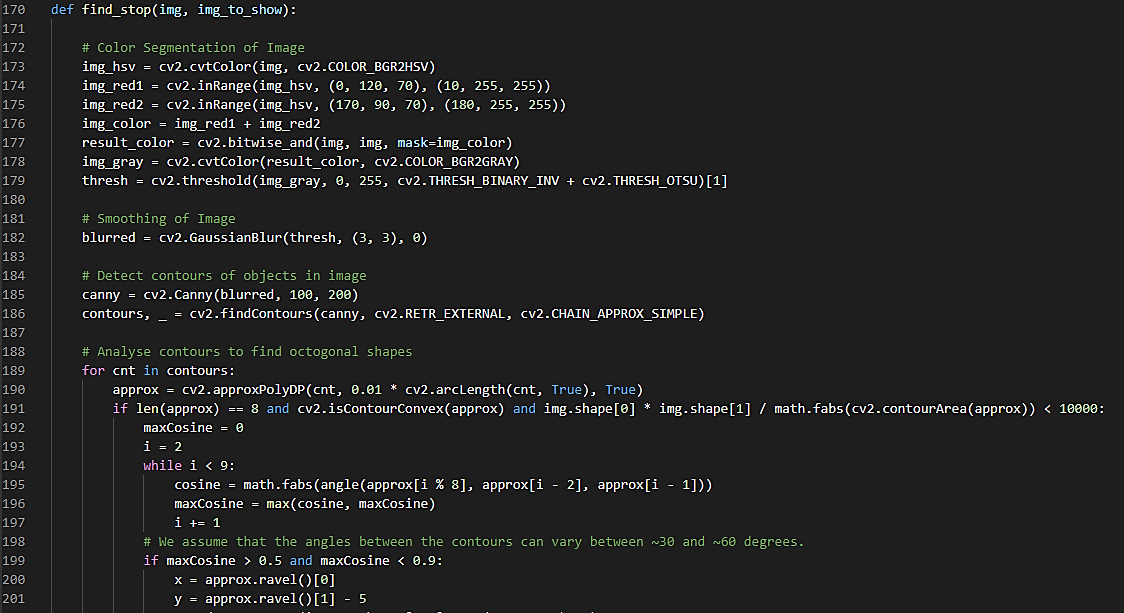 170 def find_stop(img, img_to_show):
171
172 # Color Segmentation of Image
173 img_hsv = cv2.cvtColor(img, cv2.COLOR_BGR2HSV)
174 img_red1 = cv2.inRange(img_hsv, (0, 120, 70), (10, 255, 255))
175 img_red2 = cv2.inRange(img_hsv, (170, 90, 70), (180, 255, 255))
176 img_color = img_red1 + img_red2
177 result_color = cv2.bitwise_and(img, img, mask=img_color)
178 img_gray = cv2.cvtColor(result_color, cv2.COLOR_BGR2GRAY)
179 thresh = cv2.threshold(img_gray, 0, 255, cv2.THRESH_BINARY_INV + cv2.THRESH_OTSU)[1]
180
181 # Smoothing of Image
182 blurred = cv2.GaussianBlur(thresh, (3, 3), 0)
183
184 # Detect contours of objects in image
185 canny = cv2.Canny(blurred, 100, 200)
186 contours, _ = cv2.findContours(canny, cv2.RETR_EXTERNAL, cv2.CHAIN_APPROX_SIMPLE)
187
188 # Analyse contours to find octogonal shapes
189 for cnt in contours:
190 approx = cv2.approxPolyDP(cnt, 0.01 * cv2.arcLength(cnt, True), True)
191 if len(approx) == 8 and cv2.isContourConvex(approx) and img.shape[0] * img.shape[1] / math.fabs(cv2.contourArea(approx)) < 10000:
192 maxCosine = 0
193 i = 2
194 while i < 9:
195 cosine = math.fabs(angle(approx[i % 8], approx[i - 2], approx[i - 1]))
196 maxCosine = max(cosine, maxCosine)
197 i += 1
198 # We assume that the angles between the contours can vary between ~30 and ~60 degrees.
199 if maxCosine > 0.5 and maxCosine < 0.9:
200 x = approx.ravel()[0]
201 y = approx.ravel()[1] - 5